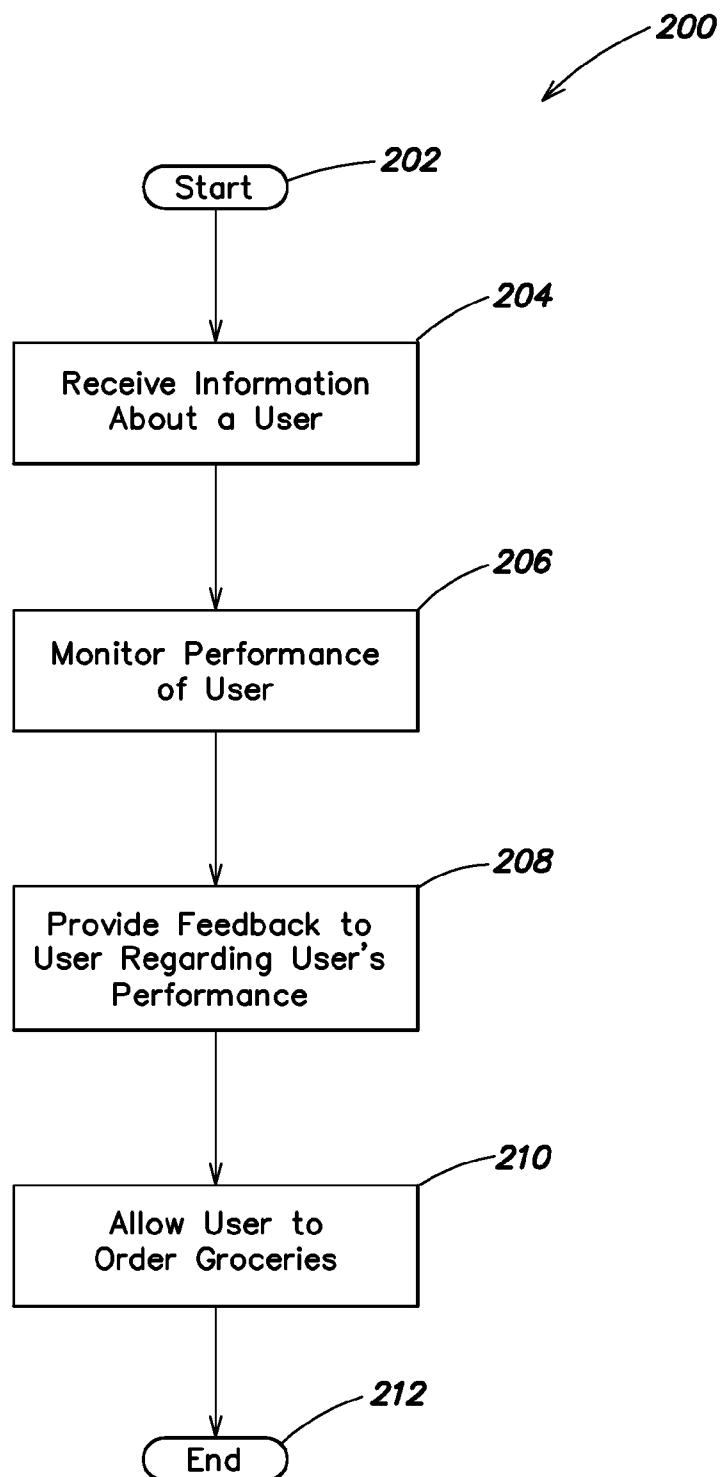 200
202
Start
204
Receive Information
About a User
206
Monitor Performance
of User
208
Provide Feedback to
User Regarding User's
Performance
210
Allow User to
Order Groceries
212
End